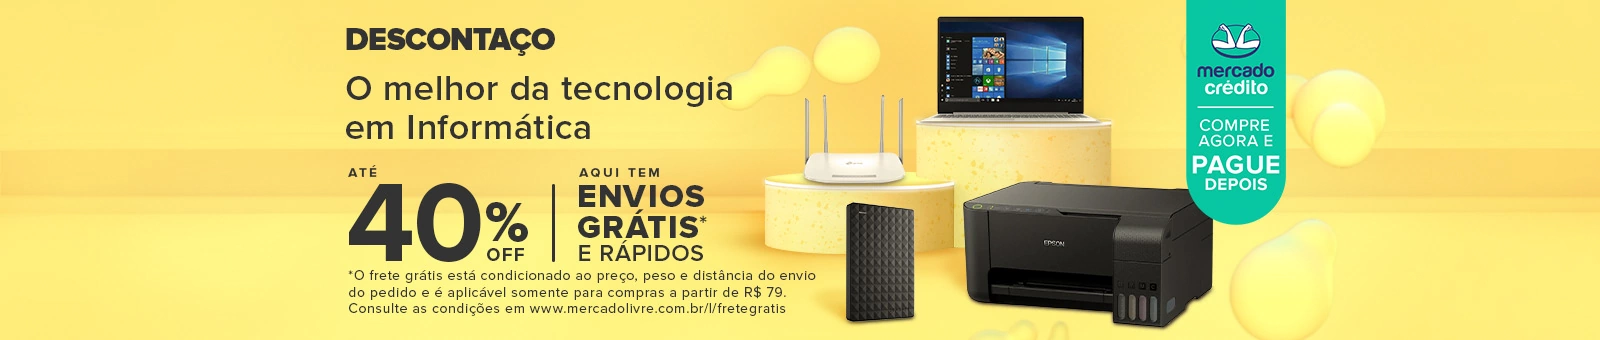 DESCONTAÇO
O melhor da tecnologia
em Informática
ATÉ
40%
OFF
AQUI TEM
ENVIOS
GRÁTIS*
E RÁPIDOS
*O frete grátis está condicionado ao preço, peso e distância do envio
do pedido e é aplicável somente para compras a partir de R$ 79.
Consulte as condições em www.mercadolivre.com.br/l/fretegratis
EPSON
mercado
crédito
COMPRE
AGORA E
PAGUE
DEPOIS